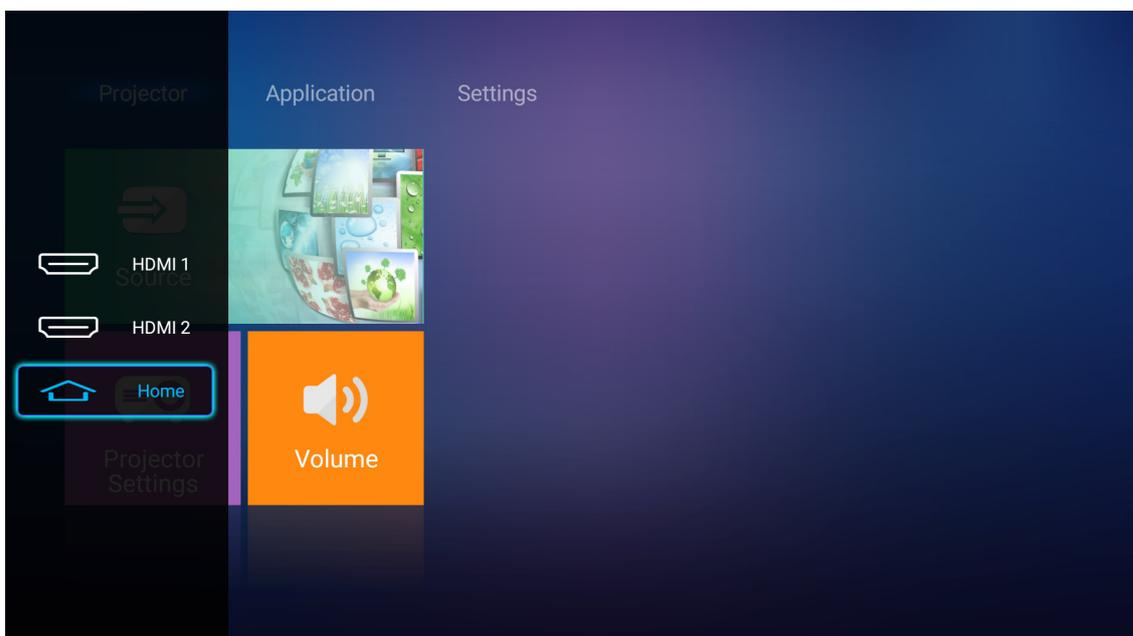 Projector
Application
Settings
Source
HDMI 1
HDMI 2
Home
Projector
Settings
Volume